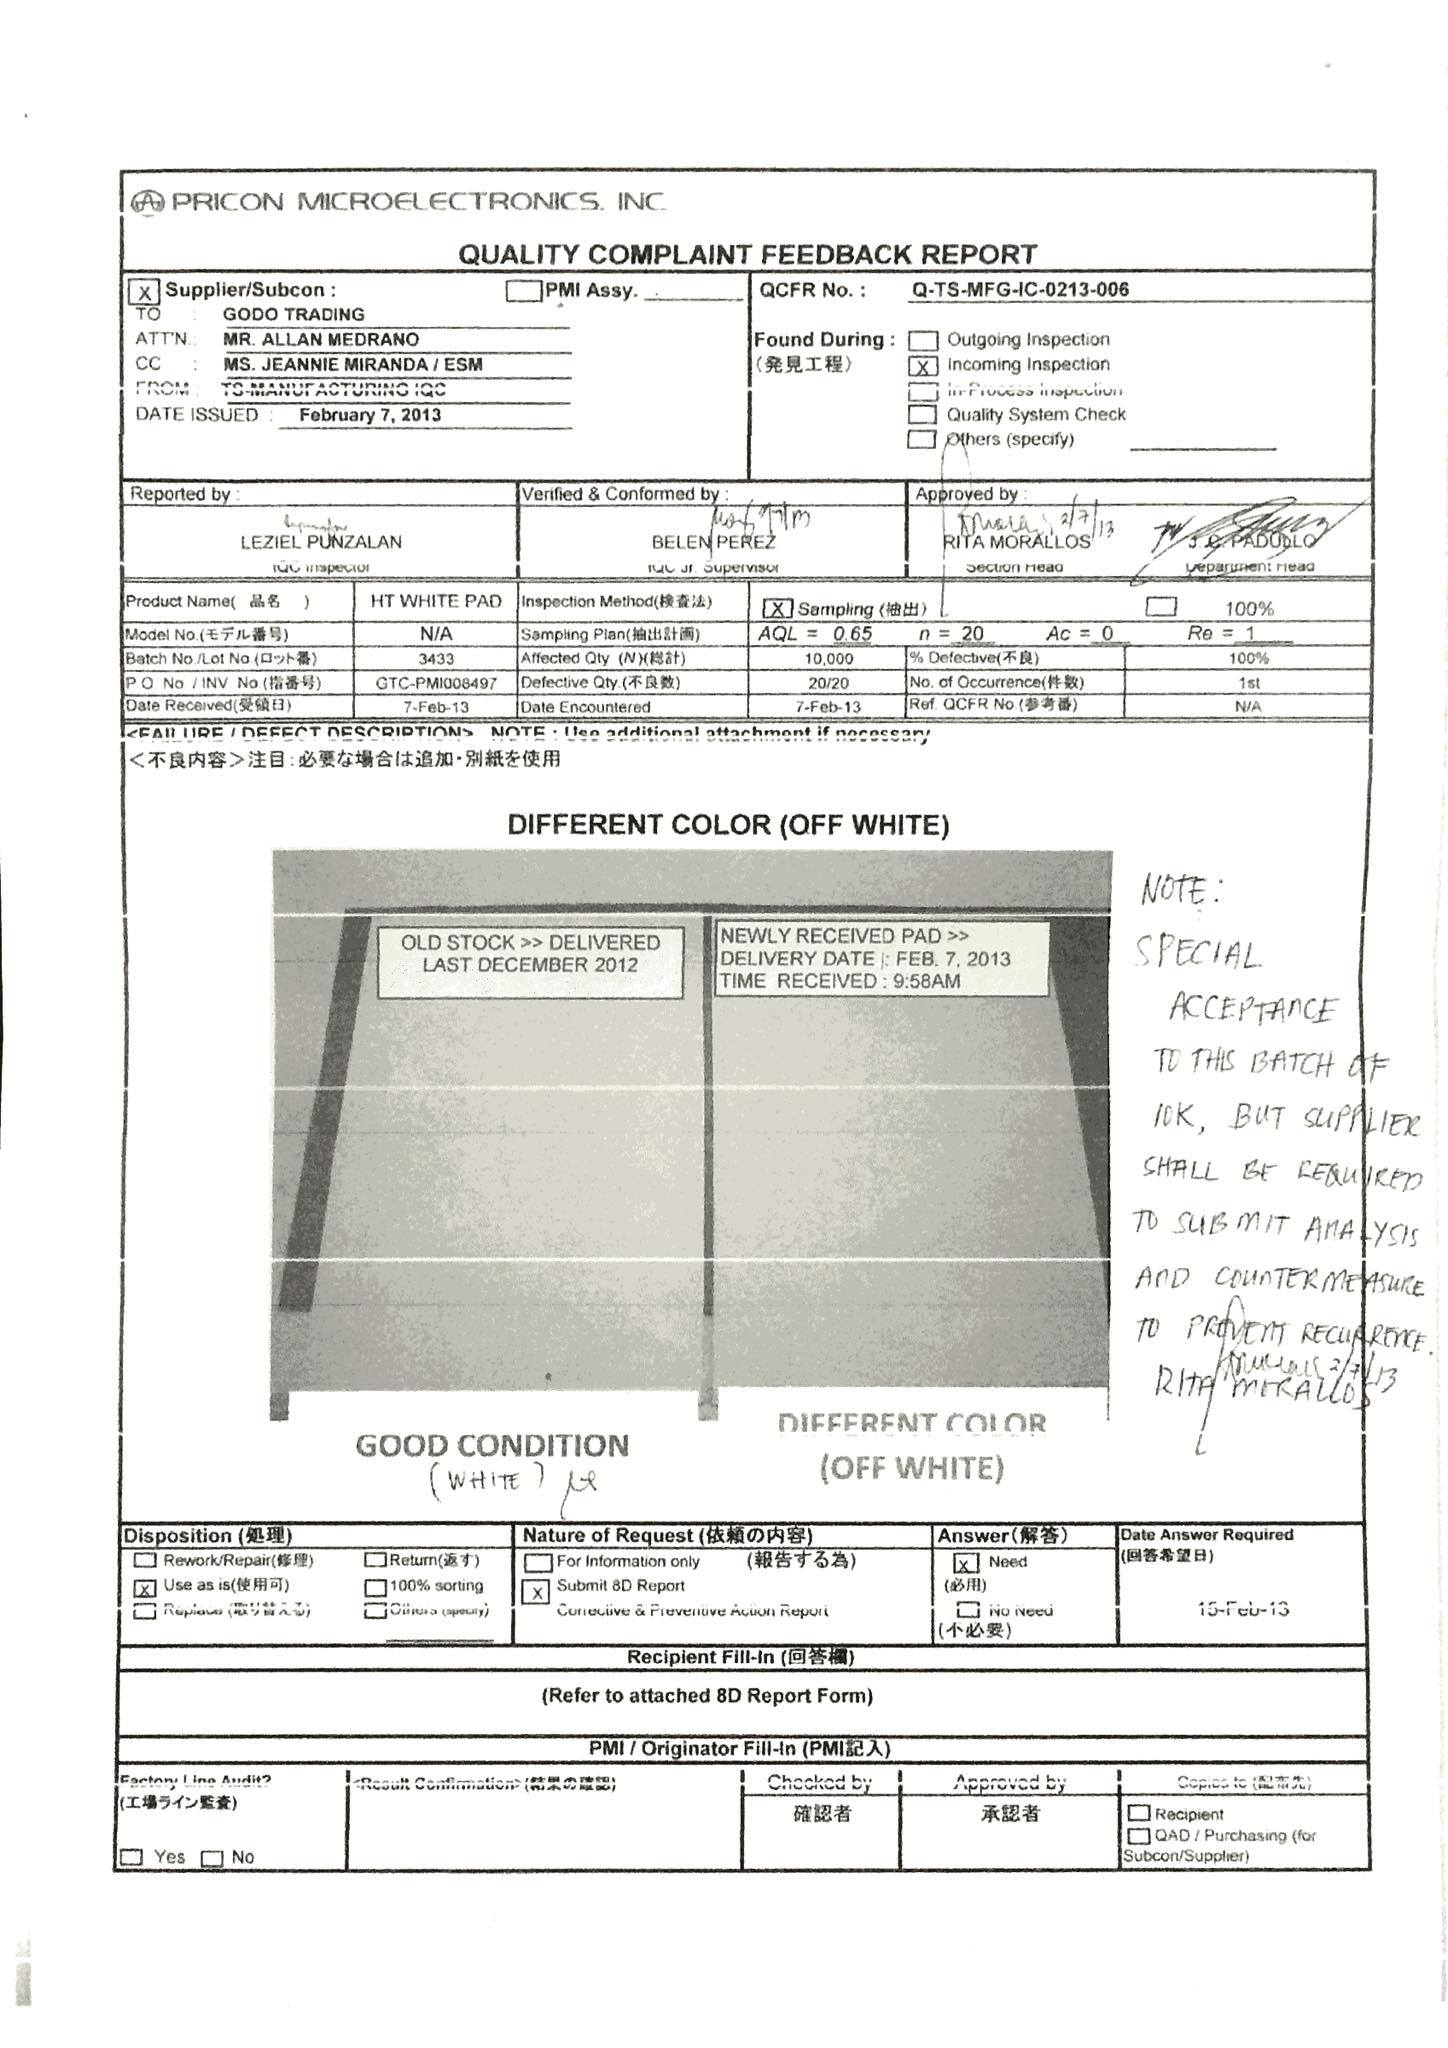 PRICON MICROELECTRONICS, INC.
QUALITY COMPLAINT FEEDBACK REPORT
X Supplier/Subcon :
PMI Assy.
TO : GODO TRADING
ATT'N.: MR. ALLAN MEDRANO
CC : MS. JEANNIE MIRANDA / ESM
FROM : TS-MANUFACTURING IQC
DATE ISSUED : February 7, 2013
QCFR No. : Q-TS-MFG-IC-0213-006
Found During :
(発見工程)
Outgoing Inspection
X Incoming Inspection
In-Process Inspection
Quality System Check
Others (specify)
Reported by :
LEZIEL PUNZALAN
IQC Inspector
Verified & Conformed by :
BELEN PEREZ
IQC Jr. Supervisor
Approved by :
2/7/13
RITA MORALLOS
Section Head
J. C. PADULLO
Department Head
Product Name( 品名 ) HT WHITE PAD Inspection Method(検査法) X Sampling (抽出) 100%
Model No.(モデル番号) N/A Sampling Plan(抽出計画) AQL = 0.65 n = 20 Ac = 0 Re = 1
Batch No./Lot No.(ロット番) 3433 Affected Qty (N)(総計) 10,000 % Defective(不良) 100%
P.O No / INV No.(指番号) GTC-PMI008497 Defective Qty.(不良数) 20/20 No. of Occurrence(件数) 1st
Date Received(受領日) 7-Feb-13 Date Encountered 7-Feb-13 Ref. QCFR No (参考番) N/A
<FAILURE / DEFECT DESCRIPTION> NOTE : Use additional attachment if necessary
<不良内容>注目:必要な場合は追加・別紙を使用
DIFFERENT COLOR (OFF WHITE)
OLD STOCK >> DELIVERED
LAST DECEMBER 2012
NEWLY RECEIVED PAD >>
DELIVERY DATE : FEB. 7, 2013
TIME RECEIVED : 9:58AM
GOOD CONDITION
(WHITE)
DIFFERENT COLOR
(OFF WHITE)
NOTE:
SPECIAL
ACCEPTANCE
TO THIS BATCH OF
10K, BUT SUPPLIER
SHALL BE REQUIRED
TO SUBMIT ANALYSIS
AND COUNTERMEASURE
TO PREVENT RECURRENCE.
2/7/13
RITA MORALLOS
Disposition (処理)
Rework/Repair(修理)
Return(返す)
X Use as is(使用可)
100% sorting
Replace (取り替える)
Others (specify)
Nature of Request (依頼の内容)
For Information only (報告する為)
X Submit 8D Report
Corrective & Preventive Action Report
Answer(解答)
X Need
(必用)
No Need
(不必要)
Date Answer Required
(回答希望日)
15-Feb-13
Recipient Fill-In (回答欄)
(Refer to attached 8D Report Form)
PMI / Originator Fill-In (PMI記入)
Factory Line Audit?
(工場ライン監査)
Yes No
<Result Confirmation> (結果の確認)
Checked by
確認者
Approved by
承認者
Copies to (配布先)
Recipient
QAD / Purchasing (for
Subcon/Supplier)